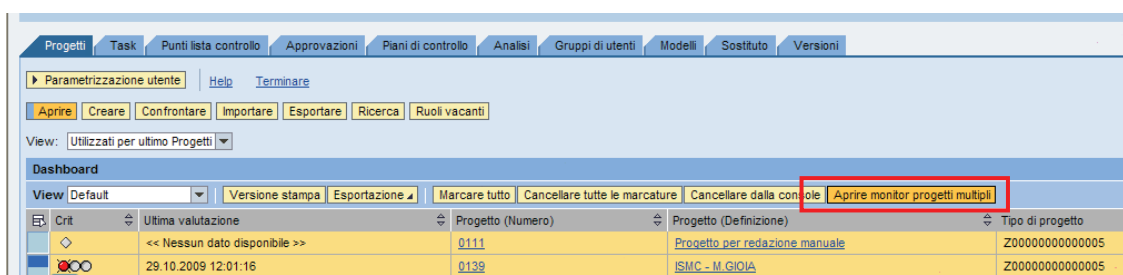 Progetti Task Punti lista controllo Approvazioni Piani di controllo Analisi Gruppi di utenti Modelli Sostituto Versioni
Parametrizzazione utente Help Terminare
Aprire Creare Confrontare Importare Esportare Ricerca Ruoli vacanti
View: Utilizzati per ultimo Progetti
Dashboard
View Default Versione stampa Esportazione Marcare tutto Cancellare tutte le marcature Cancellare dalla console Aprire monitor progetti multipli
Crit Ultima valutazione Progetto (Numero) Progetto (Definizione) Tipo di progetto
<< Nessun dato disponibile >> 0111 Progetto per redazione manuale Z00000000000005
29.10.2009 12:01:16 0139 ISMC - M.GIOIA Z00000000000005